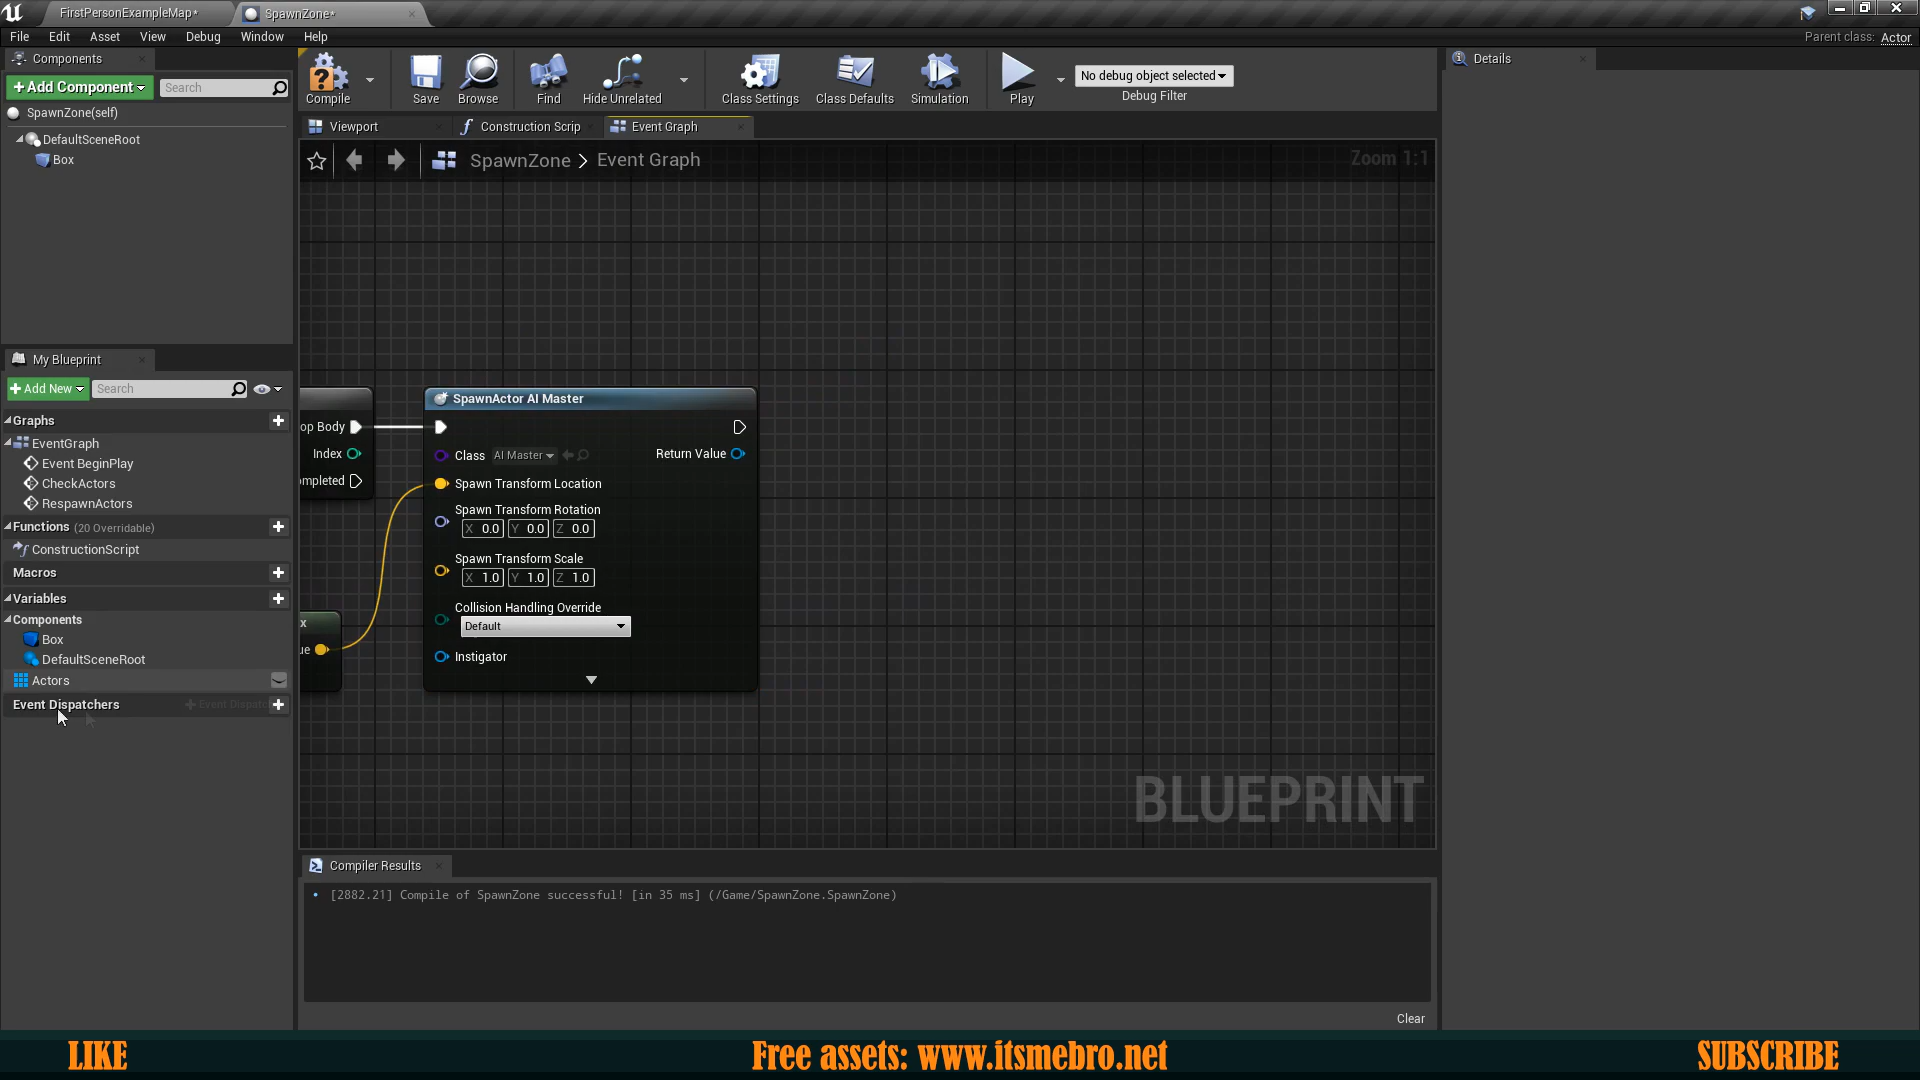 FirstPersonExampleMap*
SpawnZone*
File Edit Asset View Debug Window Help
Parent class: Actor
Components
+Add Component
Search
SpawnZone(self)
DefaultSceneRoot
Box
Compile
Save
Browse
Find
Hide Unrelated
Class Settings
Class Defaults
Simulation
Play
No debug object selected
Debug Filter
Details
Viewport
Construction Scrip
Event Graph
SpawnZone > Event Graph
Zoom 1:1
My Blueprint
+Add New
Search
Graphs
EventGraph
Event BeginPlay
CheckActors
RespawnActors
Functions (20 Overridable)
ConstructionScript
Macros
Variables
Components
Box
DefaultSceneRoot
Actors
Event Dispatchers
+ Event Dispatc
op Body
Index
mpleted
x
ue
SpawnActor AI Master
Class AI Master
Return Value
Spawn Transform Location
Spawn Transform Rotation
X 0.0 Y 0.0 Z 0.0
Spawn Transform Scale
X 1.0 Y 1.0 Z 1.0
Collision Handling Override
Default
Instigator
BLUEPRINT
Compiler Results
• [2882.21] Compile of SpawnZone successful! [in 35 ms] (/Game/SpawnZone.SpawnZone)
Clear
LIKE
Free assets: www.itsmebro.net
SUBSCRIBE